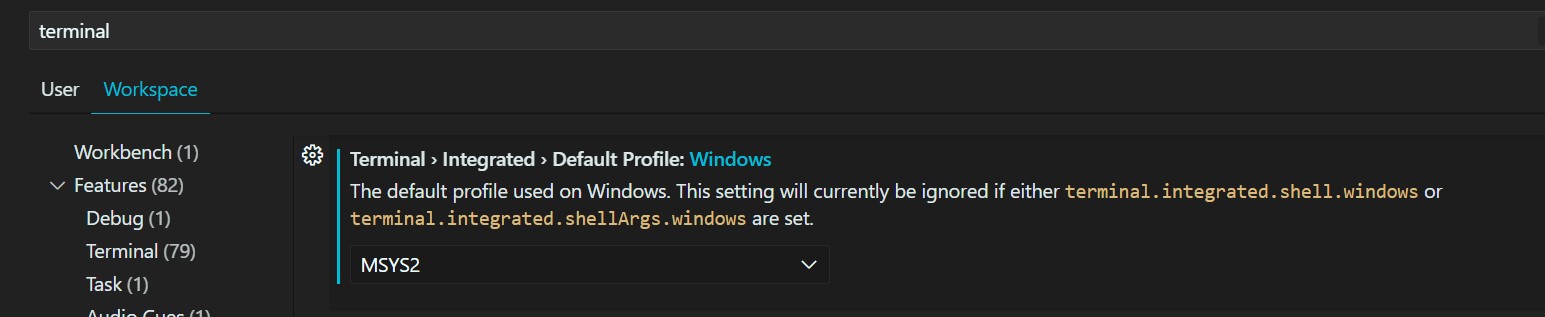 terminal
User
Workspace
Workbench (1)
Features (82)
Debug (1)
Terminal (79)
Task (1)
Audio Cues (1)
Terminal › Integrated › Default Profile: Windows
The default profile used on Windows. This setting will currently be ignored if either terminal.integrated.shell.windows or
terminal.integrated.shellArgs.windows are set.
MSYS2